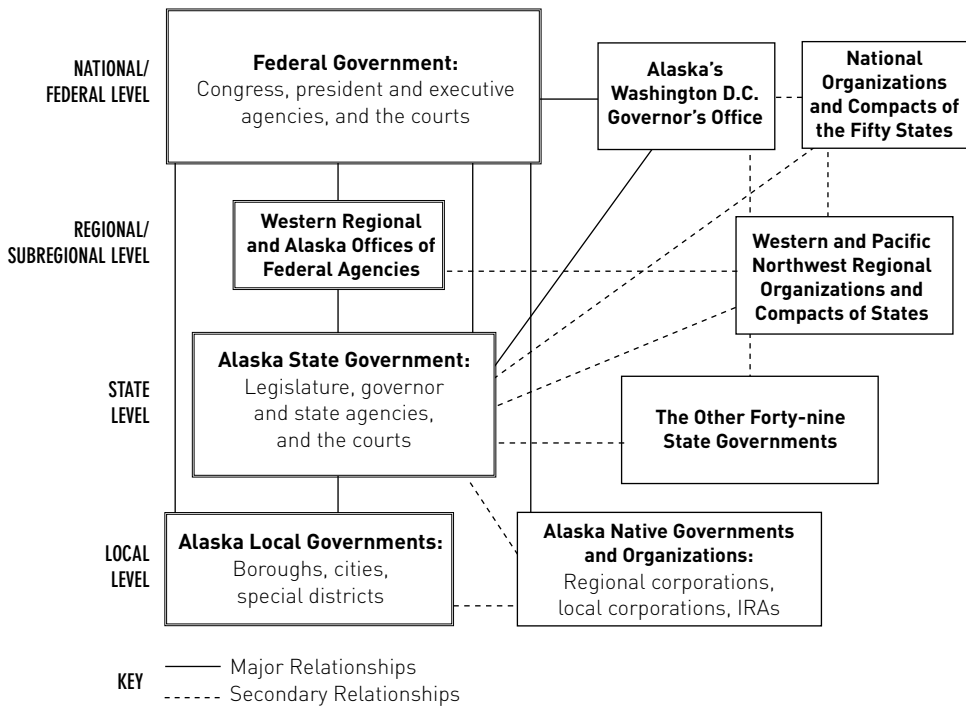 NATIONAL/
FEDERAL LEVEL
Federal Government:
Congress, president and executive
agencies, and the courts
Alaska's
Washington D.C.
Governor's Office
National
Organizations
and Compacts of
the Fifty States
REGIONAL/
SUBREGIONAL LEVEL
Western Regional
and Alaska Offices of
Federal Agencies
Western and Pacific
Northwest Regional
Organizations and
Compacts of States
STATE
LEVEL
Alaska State Government:
Legislature, governor
and state agencies,
and the courts
The Other Forty-nine
State Governments
LOCAL
LEVEL
Alaska Local Governments:
Boroughs, cities,
special districts
Alaska Native Governments
and Organizations:
Regional corporations,
local corporations, IRAs
KEY
Major Relationships
Secondary Relationships